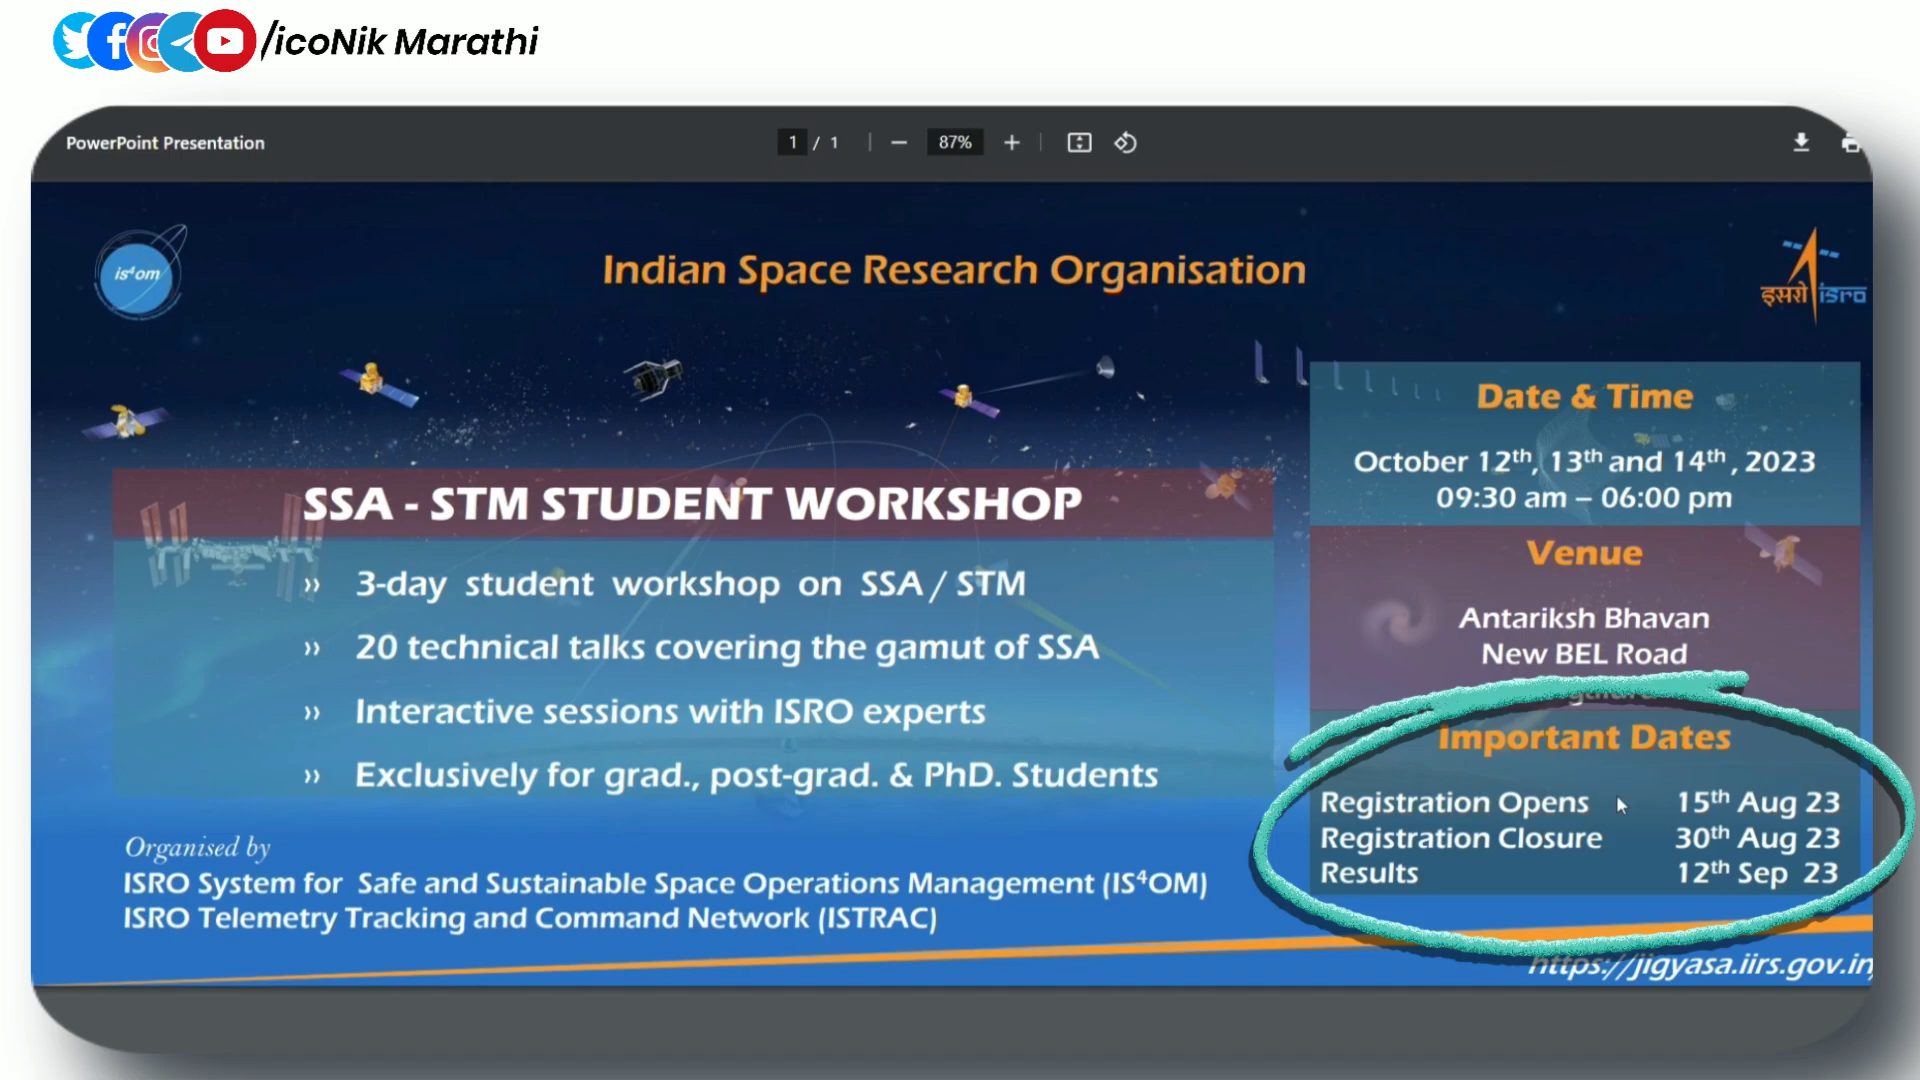 /icoNik Marathi
PowerPoint Presentation
1 / 1
87%
is⁴om
Indian Space Research Organisation
इसरो isro
SSA - STM STUDENT WORKSHOP
» 3-day student workshop on SSA / STM
» 20 technical talks covering the gamut of SSA
» Interactive sessions with ISRO experts
» Exclusively for grad., post-grad. & PhD. Students
Organised by
ISRO System for Safe and Sustainable Space Operations Management (IS⁴OM)
ISRO Telemetry Tracking and Command Network (ISTRAC)
Date & Time
October 12th, 13th and 14th, 2023
09:30 am – 06:00 pm
Venue
Antariksh Bhavan
New BEL Road
Important Dates
Registration Opens 15th Aug 23
Registration Closure 30th Aug 23
Results 12th Sep 23
https://jigyasa.iirs.gov.in